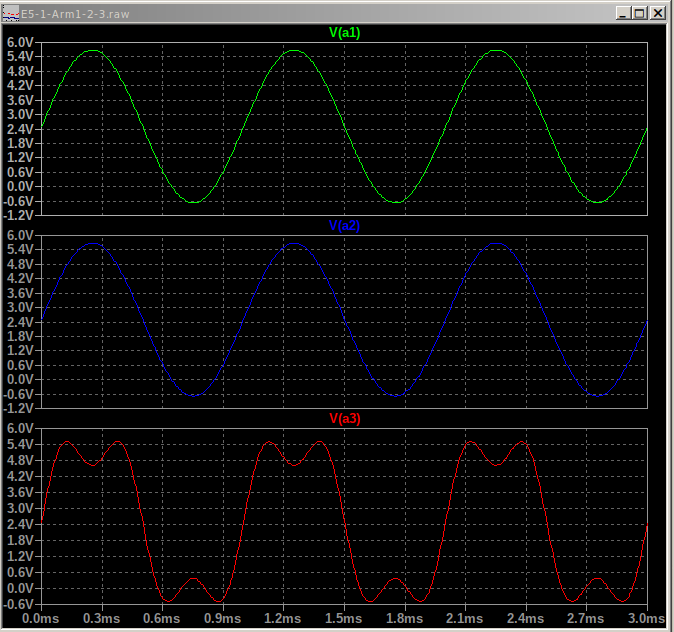 E5-1-Arm1-2-3.raw
V(a1)
6.0V
5.4V
4.8V
4.2V
3.6V
3.0V
2.4V
1.8V
1.2V
0.6V
0.0V
-0.6V
-1.2V
V(a2)
6.0V
5.4V
4.8V
4.2V
3.6V
3.0V
2.4V
1.8V
1.2V
0.6V
0.0V
-0.6V
-1.2V
V(a3)
6.0V
5.4V
4.8V
4.2V
3.6V
3.0V
2.4V
1.8V
1.2V
0.6V
0.0V
-0.6V
0.0ms 0.3ms 0.6ms 0.9ms 1.2ms 1.5ms 1.8ms 2.1ms 2.4ms 2.7ms 3.0ms